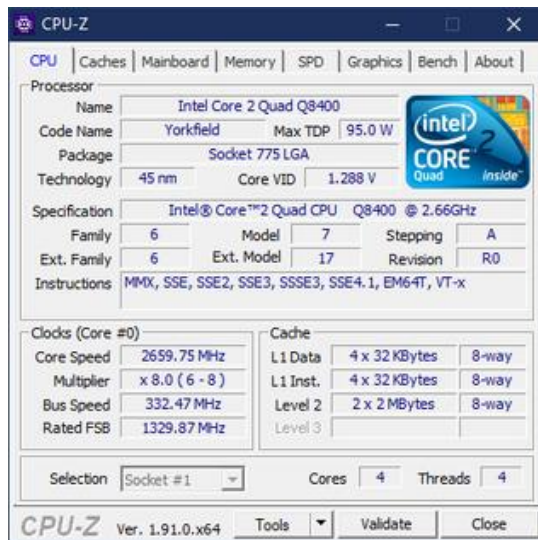 CPU-Z
CPU Caches Mainboard Memory SPD Graphics Bench About
Processor
Name Intel Core 2 Quad Q8400
Code Name Yorkfield Max TDP 95.0 W
Package Socket 775 LGA
Technology 45 nm Core VID 1.288 V
intel CORE 2 Quad inside™
Specification Intel® Core™2 Quad CPU Q8400 @ 2.66GHz
Family 6 Model 7 Stepping A
Ext. Family 6 Ext. Model 17 Revision R0
Instructions MMX, SSE, SSE2, SSE3, SSSE3, SSE4.1, EM64T, VT-x
Clocks (Core #0)
Core Speed 2659.75 MHz
Multiplier x 8.0 ( 6 - 8 )
Bus Speed 332.47 MHz
Rated FSB 1329.87 MHz
Cache
L1 Data 4 x 32 KBytes 8-way
L1 Inst. 4 x 32 KBytes 8-way
Level 2 2 x 2 MBytes 8-way
Level 3
Selection Socket #1 Cores 4 Threads 4
CPU-Z Ver. 1.91.0.x64 Tools Validate Close